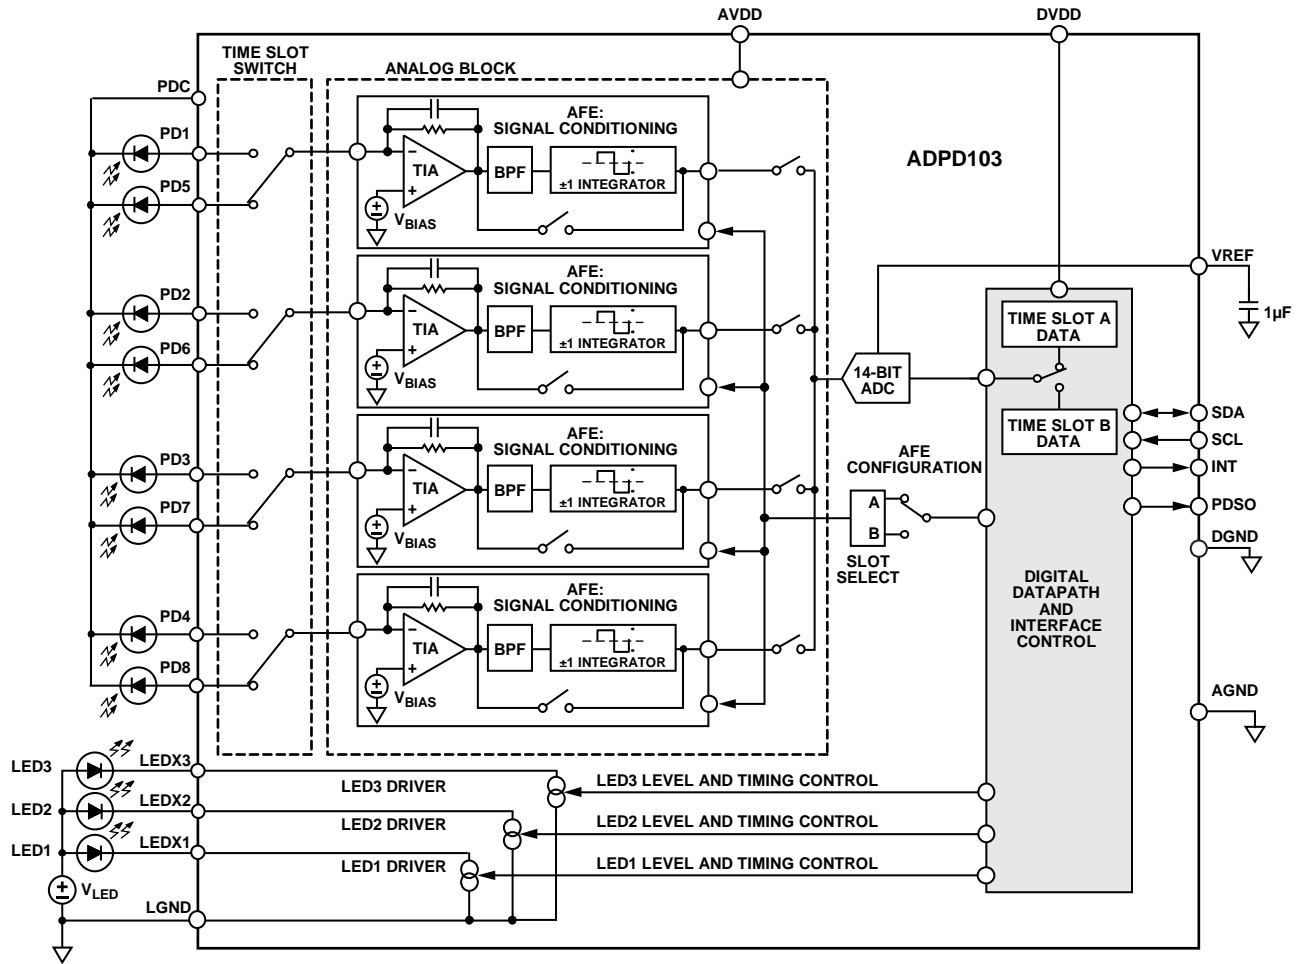 AVDD
DVDD
TIME SLOT
SWITCH
ANALOG BLOCK
ADPD103
PDC
PD1
PD5
PD2
PD6
PD3
PD7
PD4
PD8
AFE:
SIGNAL CONDITIONING
−
TIA
+
VBIAS
BPF
±1 INTEGRATOR
AFE:
SIGNAL CONDITIONING
−
TIA
+
VBIAS
BPF
±1 INTEGRATOR
AFE:
SIGNAL CONDITIONING
−
TIA
+
VBIAS
BPF
±1 INTEGRATOR
AFE:
SIGNAL CONDITIONING
−
TIA
+
VBIAS
BPF
±1 INTEGRATOR
14-BIT
ADC
AFE
CONFIGURATION
A
B
SLOT
SELECT
TIME SLOT A
DATA
TIME SLOT B
DATA
DIGITAL
DATAPATH
AND
INTERFACE
CONTROL
VREF
1µF
SDA
SCL
INT
PDSO
DGND
AGND
LED3
LEDX3
LED3 DRIVER
LED3 LEVEL AND TIMING CONTROL
LED2
LEDX2
LED2 DRIVER
LED2 LEVEL AND TIMING CONTROL
LED1
LEDX1
LED1 DRIVER
LED1 LEVEL AND TIMING CONTROL
VLED
LGND